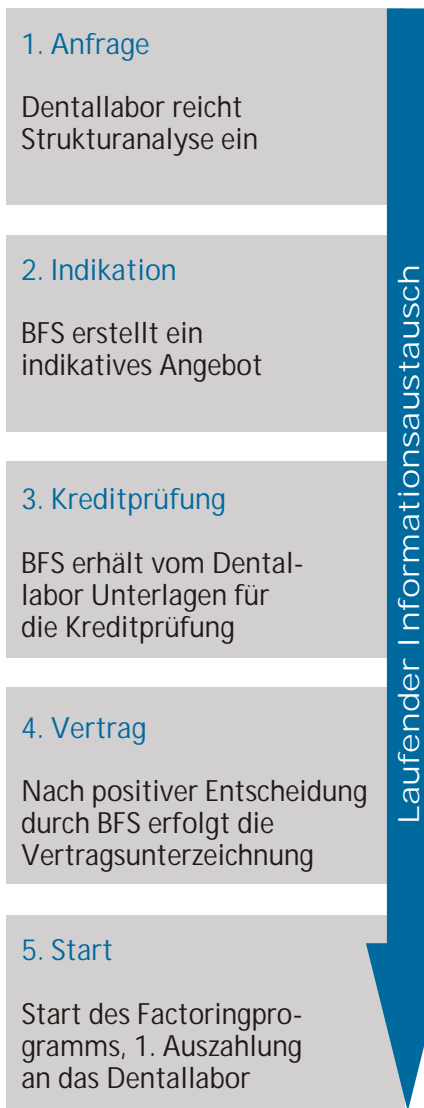 1. Anfrage
Dentallabor reicht
Strukturanalyse ein
2. Indikation
BFS erstellt ein
indikatives Angebot
3. Kreditprüfung
BFS erhält vom Dental-
labor Unterlagen für
die Kreditprüfung
4. Vertrag
Nach positiver Entscheidung
durch BFS erfolgt die
Vertragsunterzeichnung
5. Start
Start des Factoringpro-
gramms, 1. Auszahlung
an das Dentallabor
Laufender Informationsaustausch